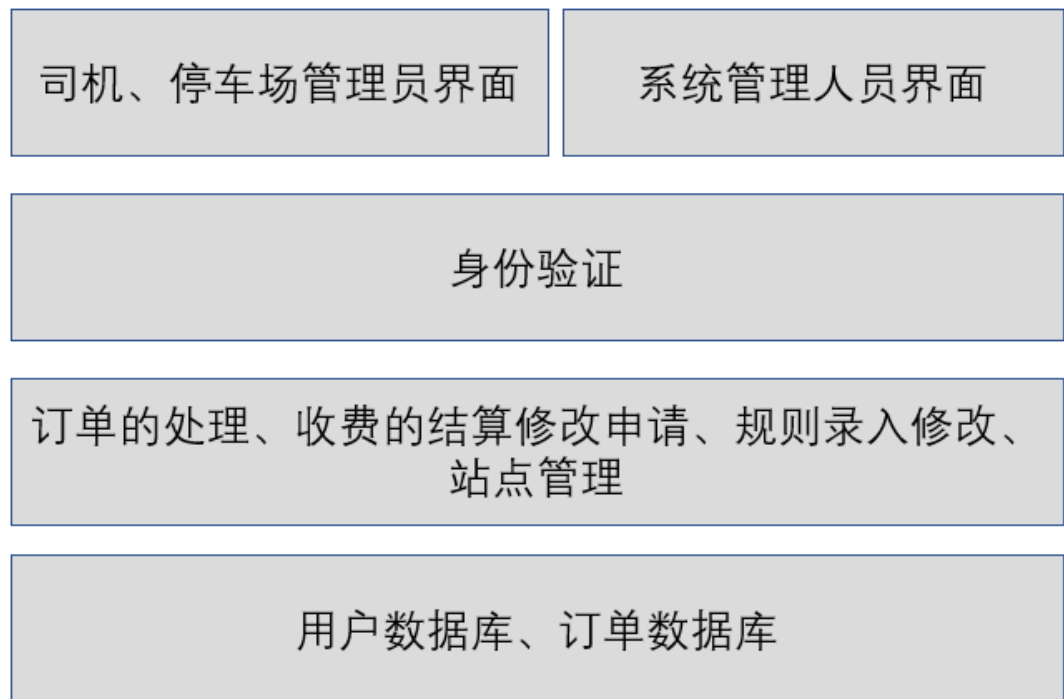 司机、停车场管理员界面
系统管理人员界面
身份验证
订单的处理、收费的结算修改申请、规则录入修改、
站点管理
用户数据库、订单数据库